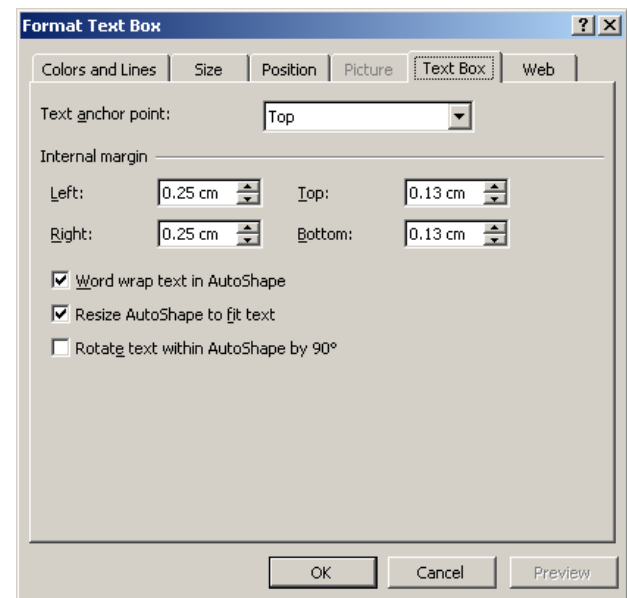 Format Text Box ? X
Colors and Lines Size Position Picture Text Box Web
Text anchor point: Top
Internal margin
Left: 0.25 cm Top: 0.13 cm
Right: 0.25 cm Bottom: 0.13 cm
Word wrap text in AutoShape
Resize AutoShape to fit text
Rotate text within AutoShape by 90°
OK Cancel Preview